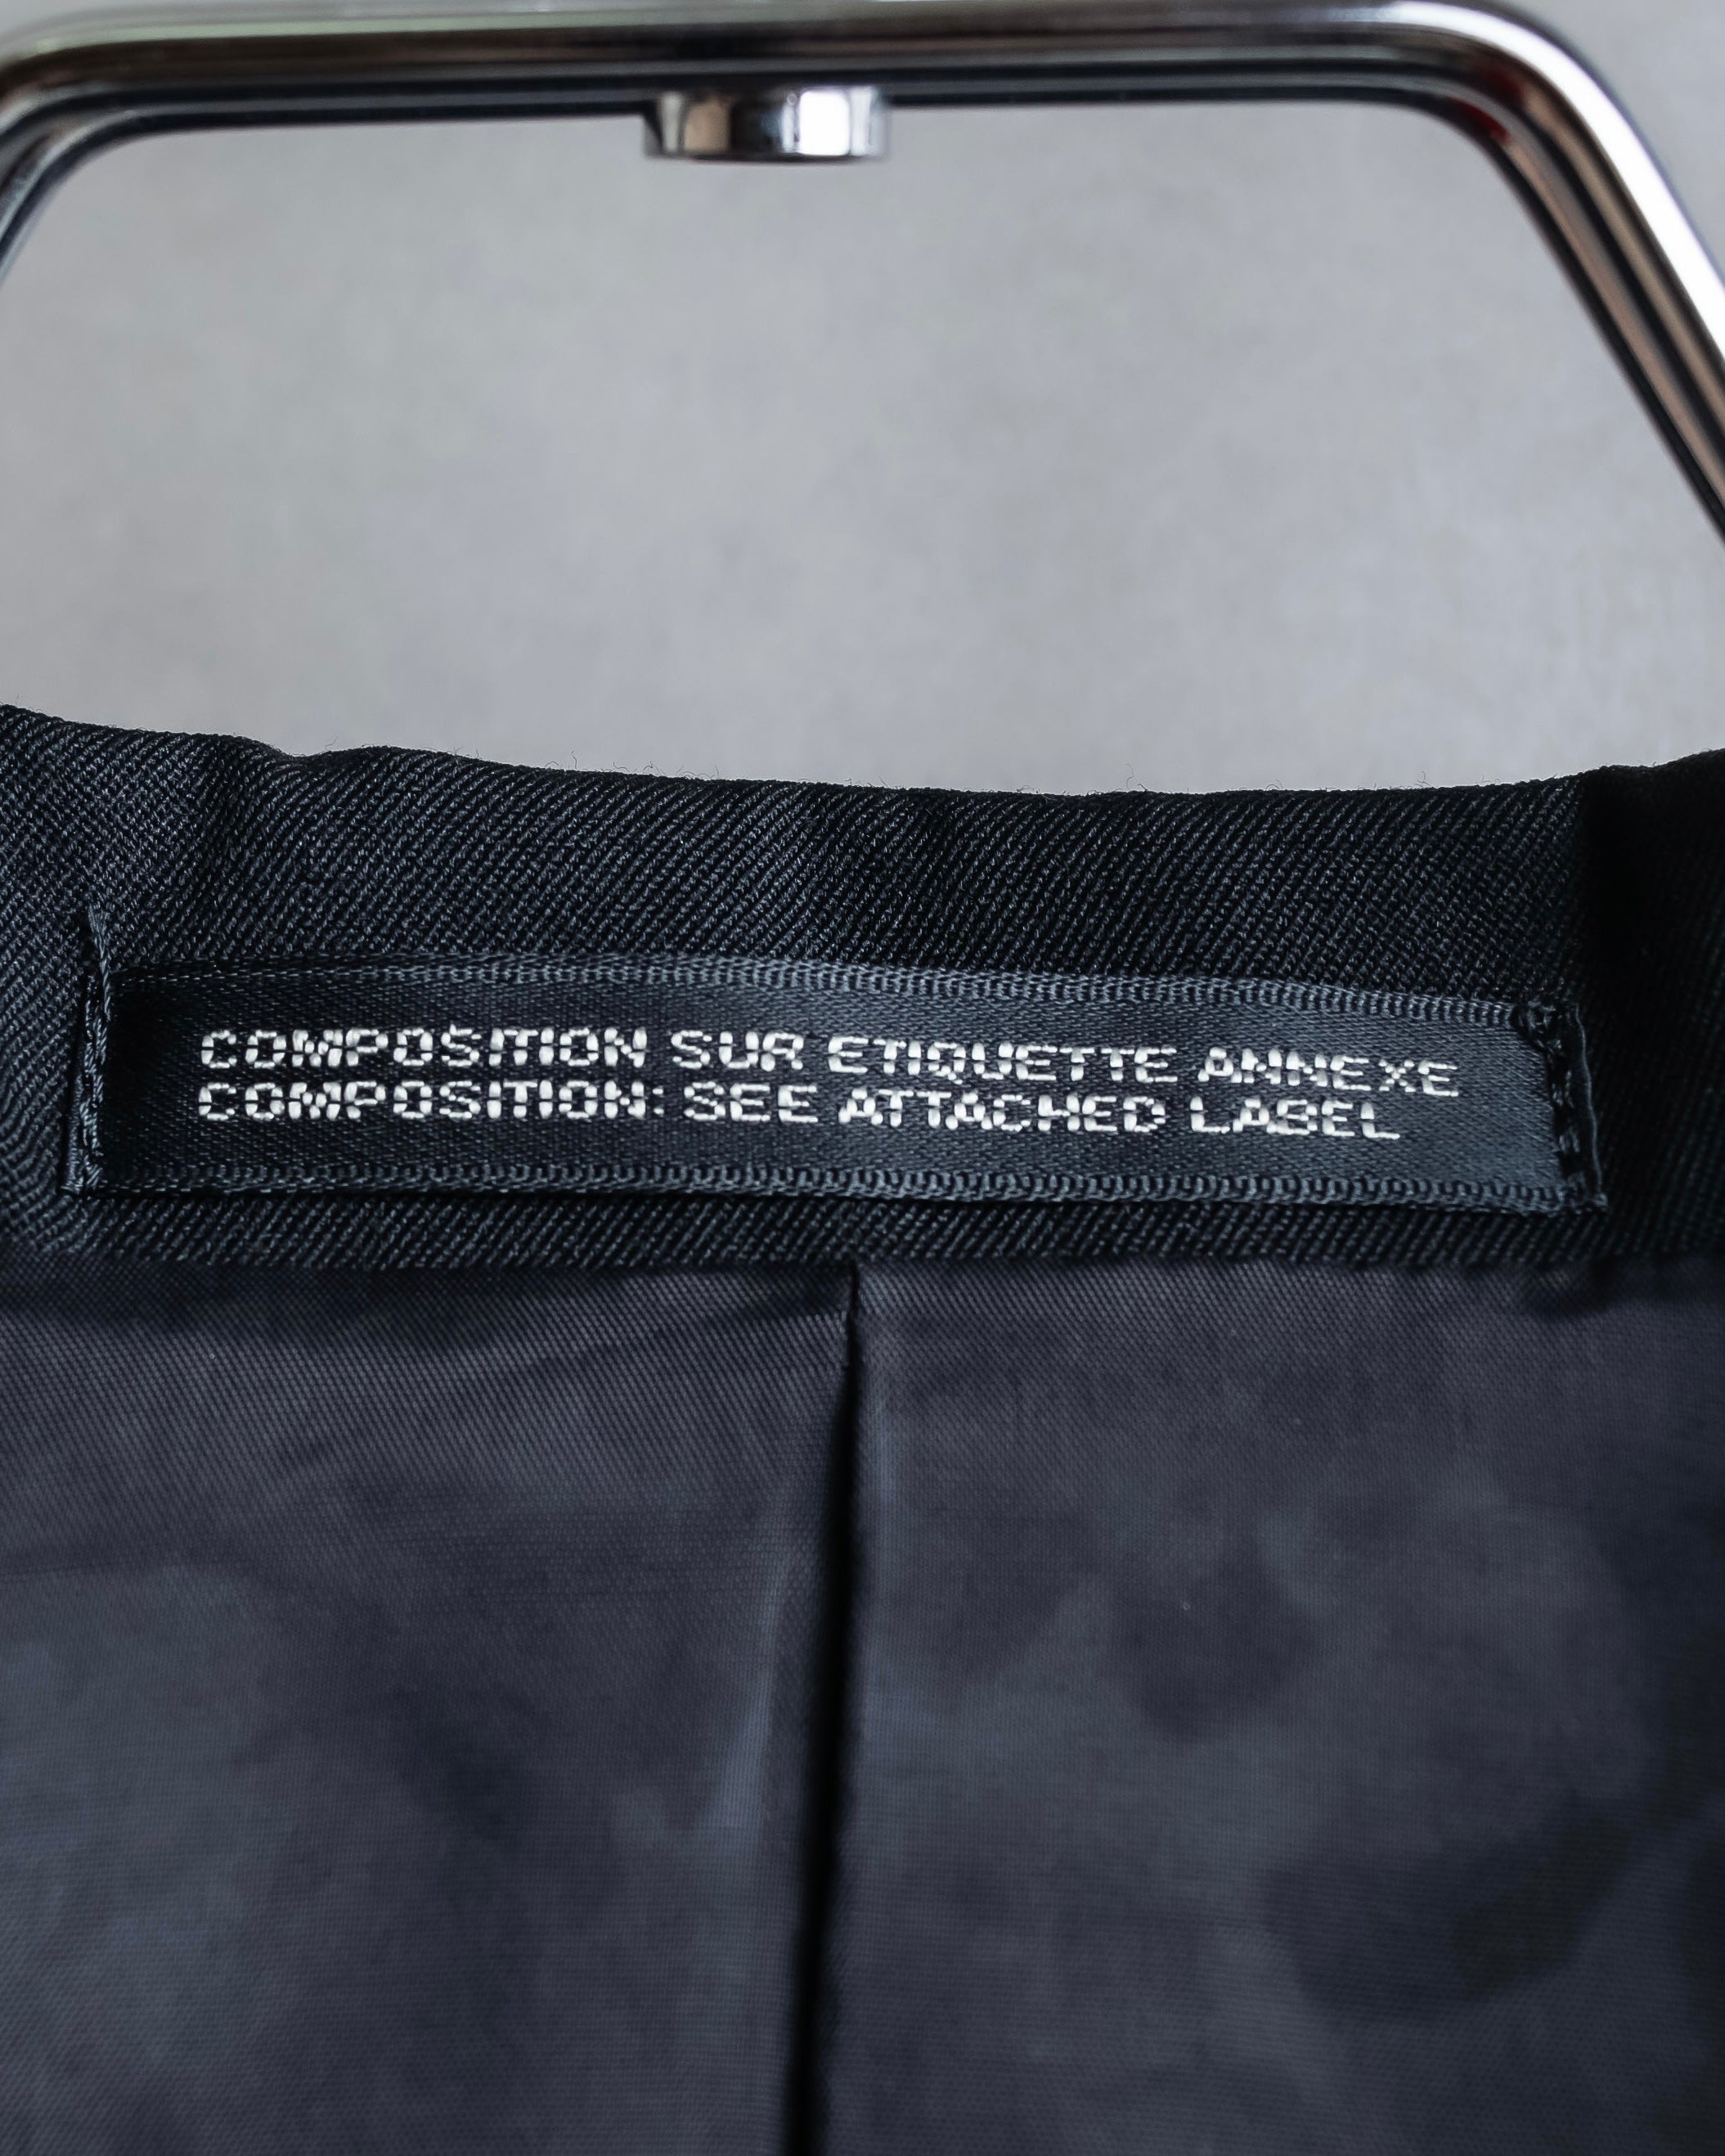 COMPOSITION SUR ETIQUETTE ANNEXE
COMPOSITION: SEE ATTACHED LABEL